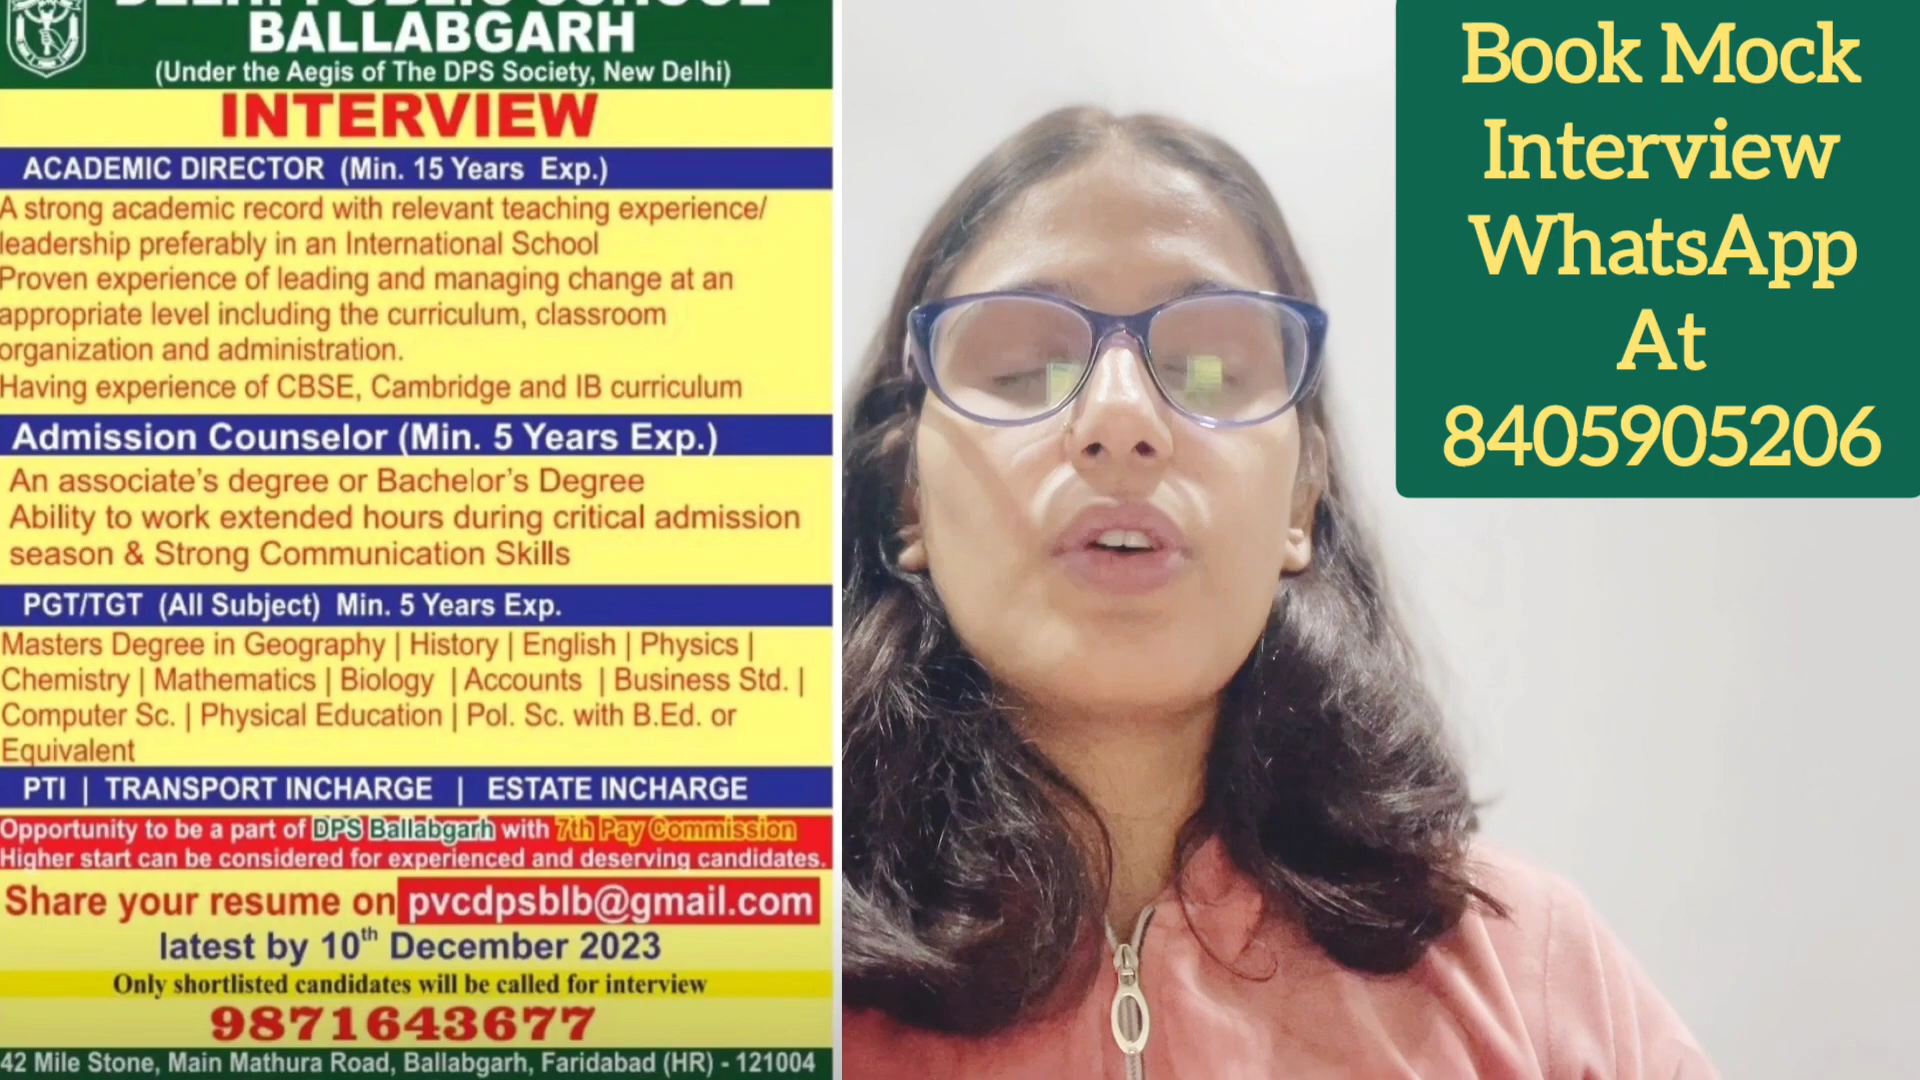 DELHI PUBLIC SCHOOL
BALLABGARH
(Under the Aegis of The DPS Society, New Delhi)
INTERVIEW
ACADEMIC DIRECTOR (Min. 15 Years Exp.)
A strong academic record with relevant teaching experience/
leadership preferably in an International School
Proven experience of leading and managing change at an
appropriate level including the curriculum, classroom
organization and administration.
Having experience of CBSE, Cambridge and IB curriculum
Admission Counselor (Min. 5 Years Exp.)
An associate's degree or Bachelor's Degree
Ability to work extended hours during critical admission
season & Strong Communication Skills
PGT/TGT (All Subject) Min. 5 Years Exp.
Masters Degree in Geography | History | English | Physics |
Chemistry | Mathematics | Biology | Accounts | Business Std. |
Computer Sc. | Physical Education | Pol. Sc. with B.Ed. or
Equivalent
PTI | TRANSPORT INCHARGE | ESTATE INCHARGE
Opportunity to be a part of DPS Ballabgarh with 7th Pay Commission
Higher start can be considered for experienced and deserving candidates.
Share your resume on pvcdpsblb@gmail.com
latest by 10th December 2023
Only shortlisted candidates will be called for interview
9871643677
42 Mile Stone, Main Mathura Road, Ballabgarh, Faridabad (HR) - 121004
Book Mock
Interview
WhatsApp
At
8405905206